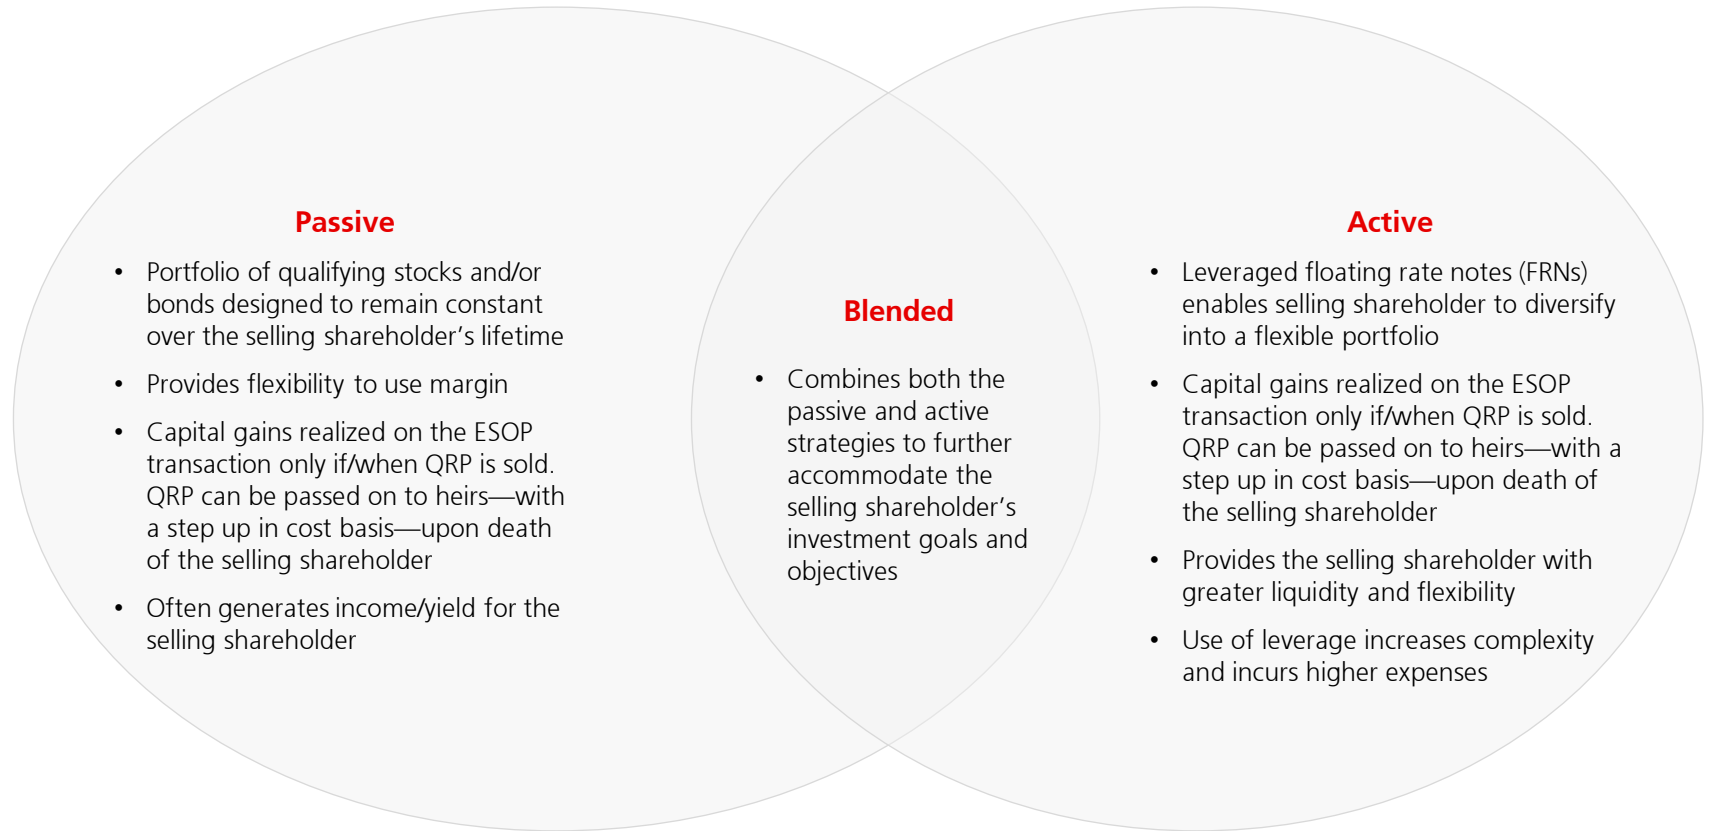 Passive
• Portfolio of qualifying stocks and/or
bonds designed to remain constant
over the selling shareholder’s lifetime
• Provides flexibility to use margin
• Capital gains realized on the ESOP
transaction only if/when QRP is sold.
QRP can be passed on to heirs—with
a step up in cost basis—upon death
of the selling shareholder
• Often generates income/yield for the
selling shareholder
Blended
• Combines both the
passive and active
strategies to further
accommodate the
selling shareholder’s
investment goals and
objectives
Active
• Leveraged floating rate notes (FRNs)
enables selling shareholder to diversify
into a flexible portfolio
• Capital gains realized on the ESOP
transaction only if/when QRP is sold.
QRP can be passed on to heirs—with a
step up in cost basis—upon death of
the selling shareholder
• Provides the selling shareholder with
greater liquidity and flexibility
• Use of leverage increases complexity
and incurs higher expenses